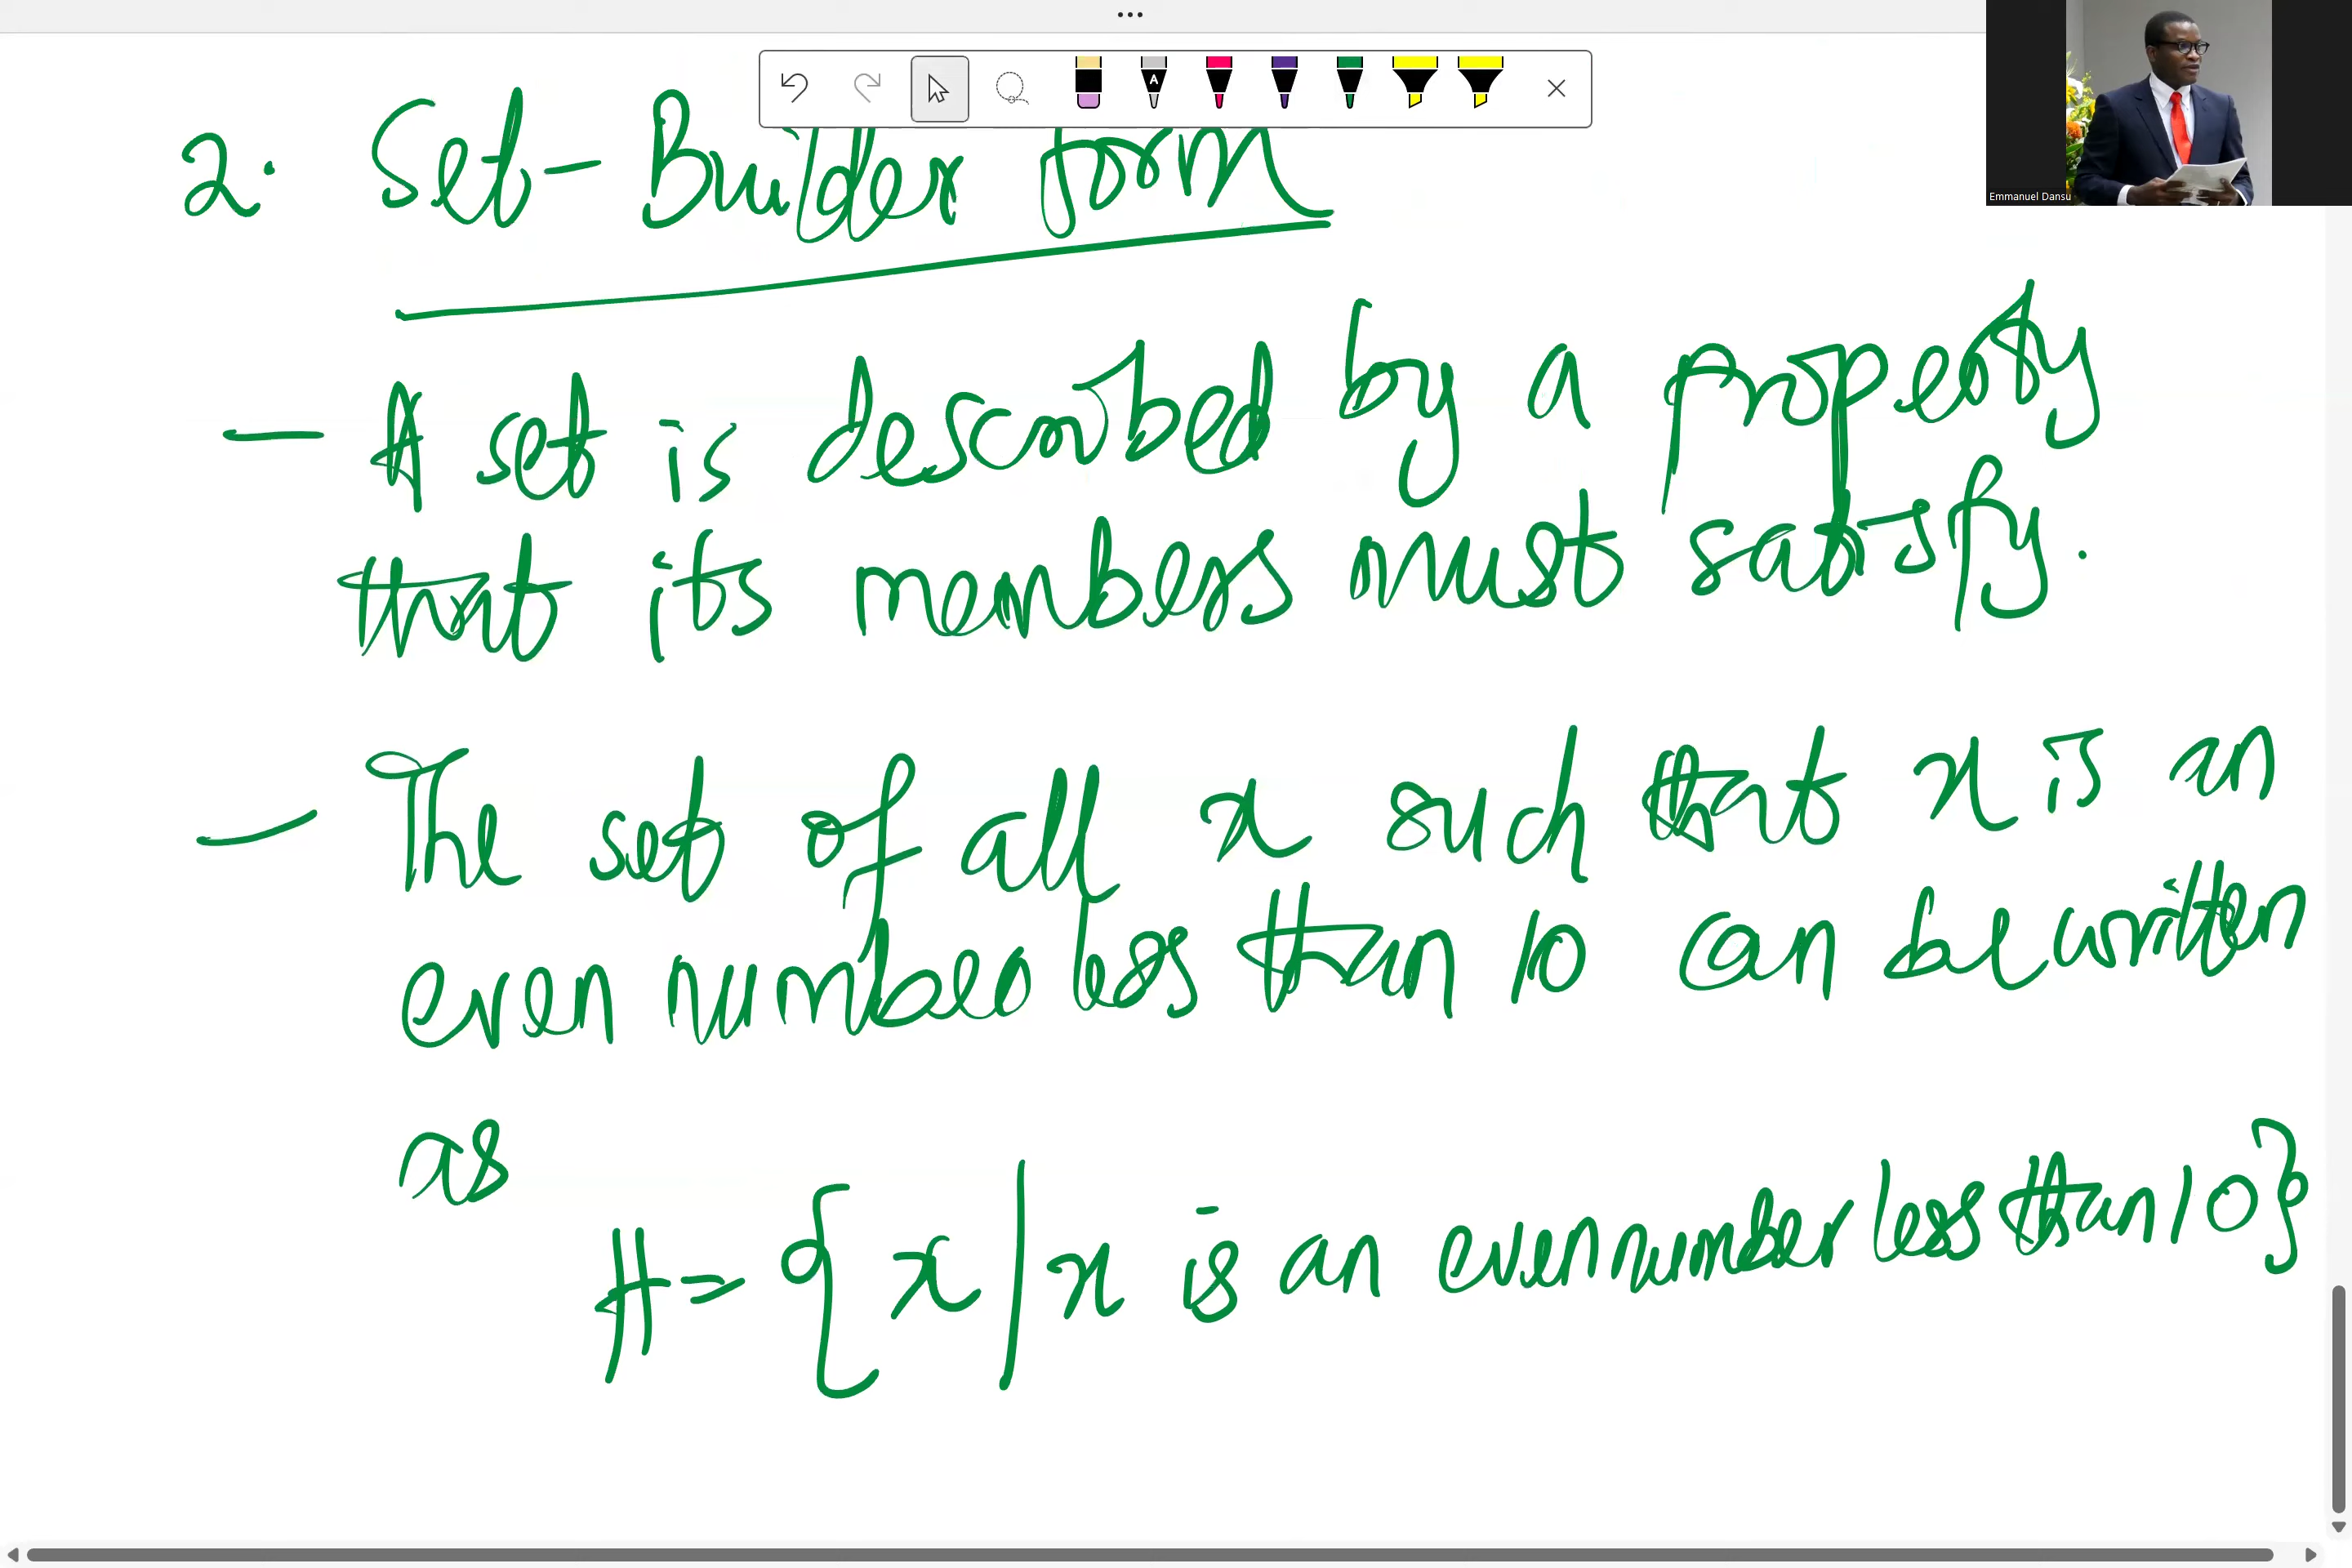 Emmanuel Dansu
2. Set-Builder form
— A set is described by a property
that its members must satisfy.
— The set of all x such that x is an
even number less than 10 can be written
as
A = { x | x is an even number less than 10 }